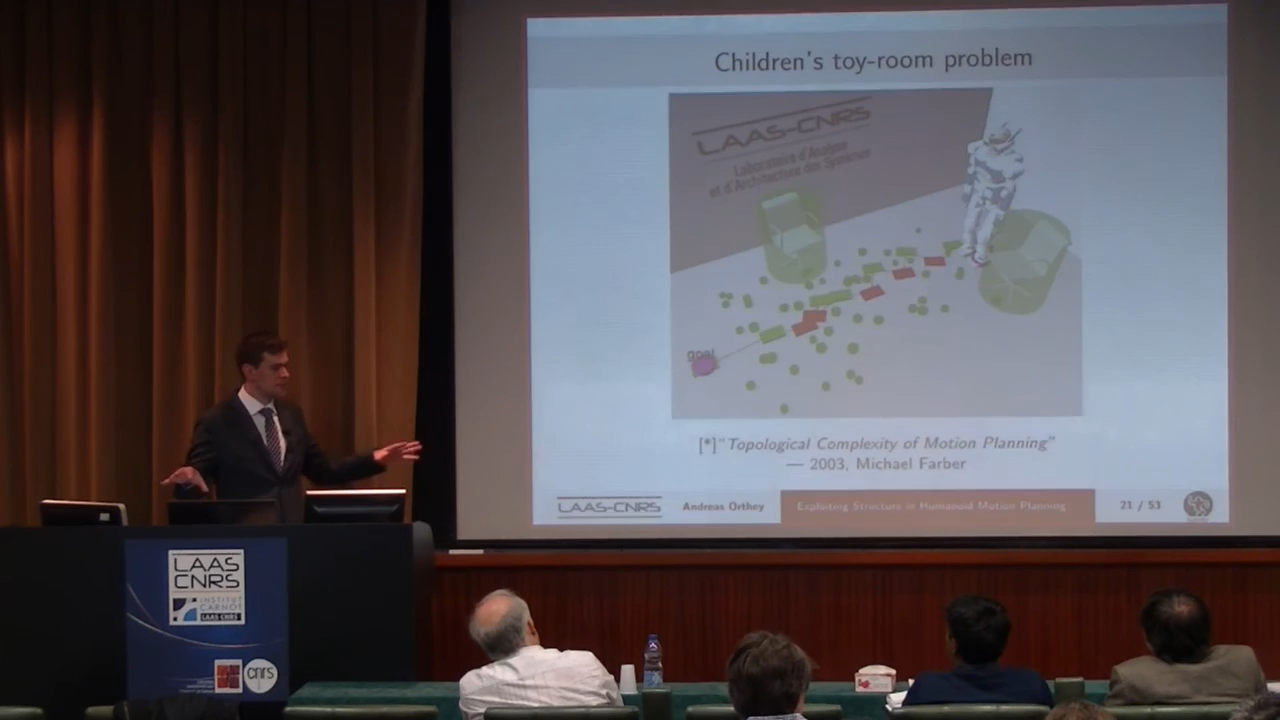 Children's toy-room problem
LAAS-CNRS
Laboratoire d'Analyse
et d'Architecture des Systèmes
goal
[*]"Topological Complexity of Motion Planning"
— 2003, Michael Farber
LAAS-CNRS
Andreas Orthey
Exploiting Structure in Humanoid Motion Planning
21 / 53
LAAS
CNRS
INSTITUT
CARNOT
LAAS CNRS
cnrs